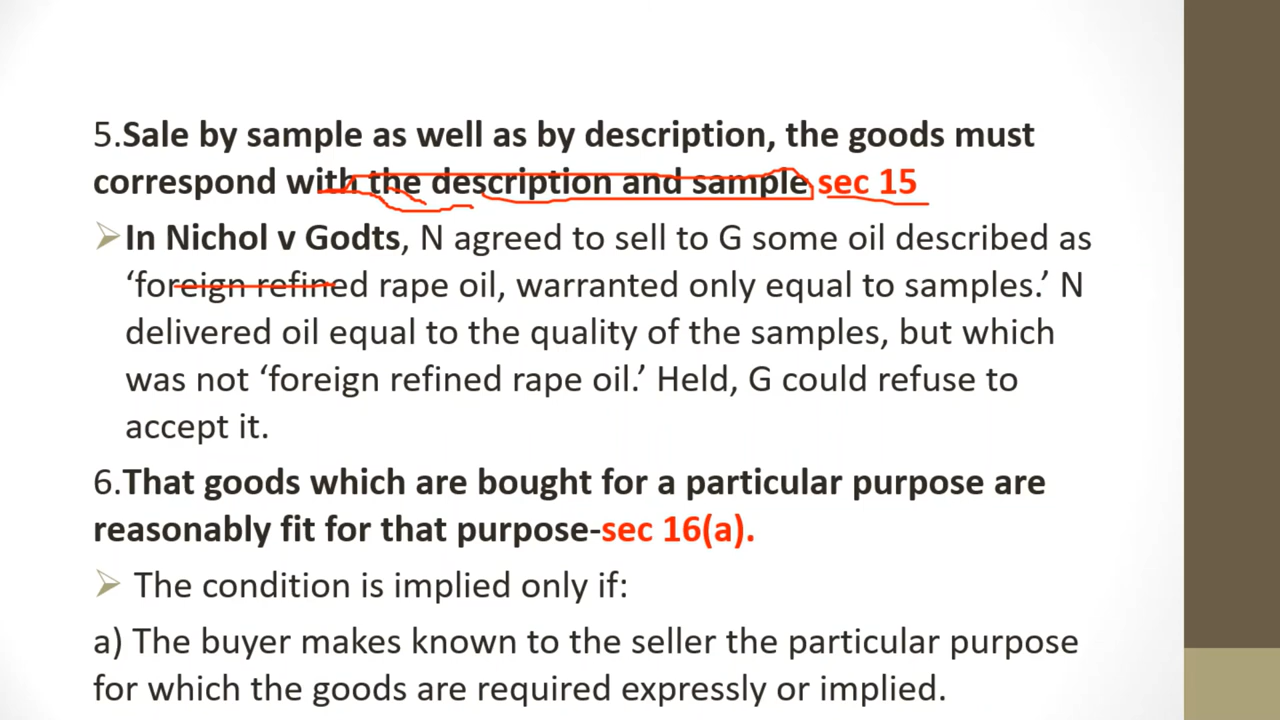 5.Sale by sample as well as by description, the goods must
correspond with the description and sample sec 15
In Nichol v Godts, N agreed to sell to G some oil described as
‘foreign refined rape oil, warranted only equal to samples.’ N
delivered oil equal to the quality of the samples, but which
was not ‘foreign refined rape oil.’ Held, G could refuse to
accept it.
6.That goods which are bought for a particular purpose are
reasonably fit for that purpose-sec 16(a).
The condition is implied only if:
a) The buyer makes known to the seller the particular purpose
for which the goods are required expressly or implied.